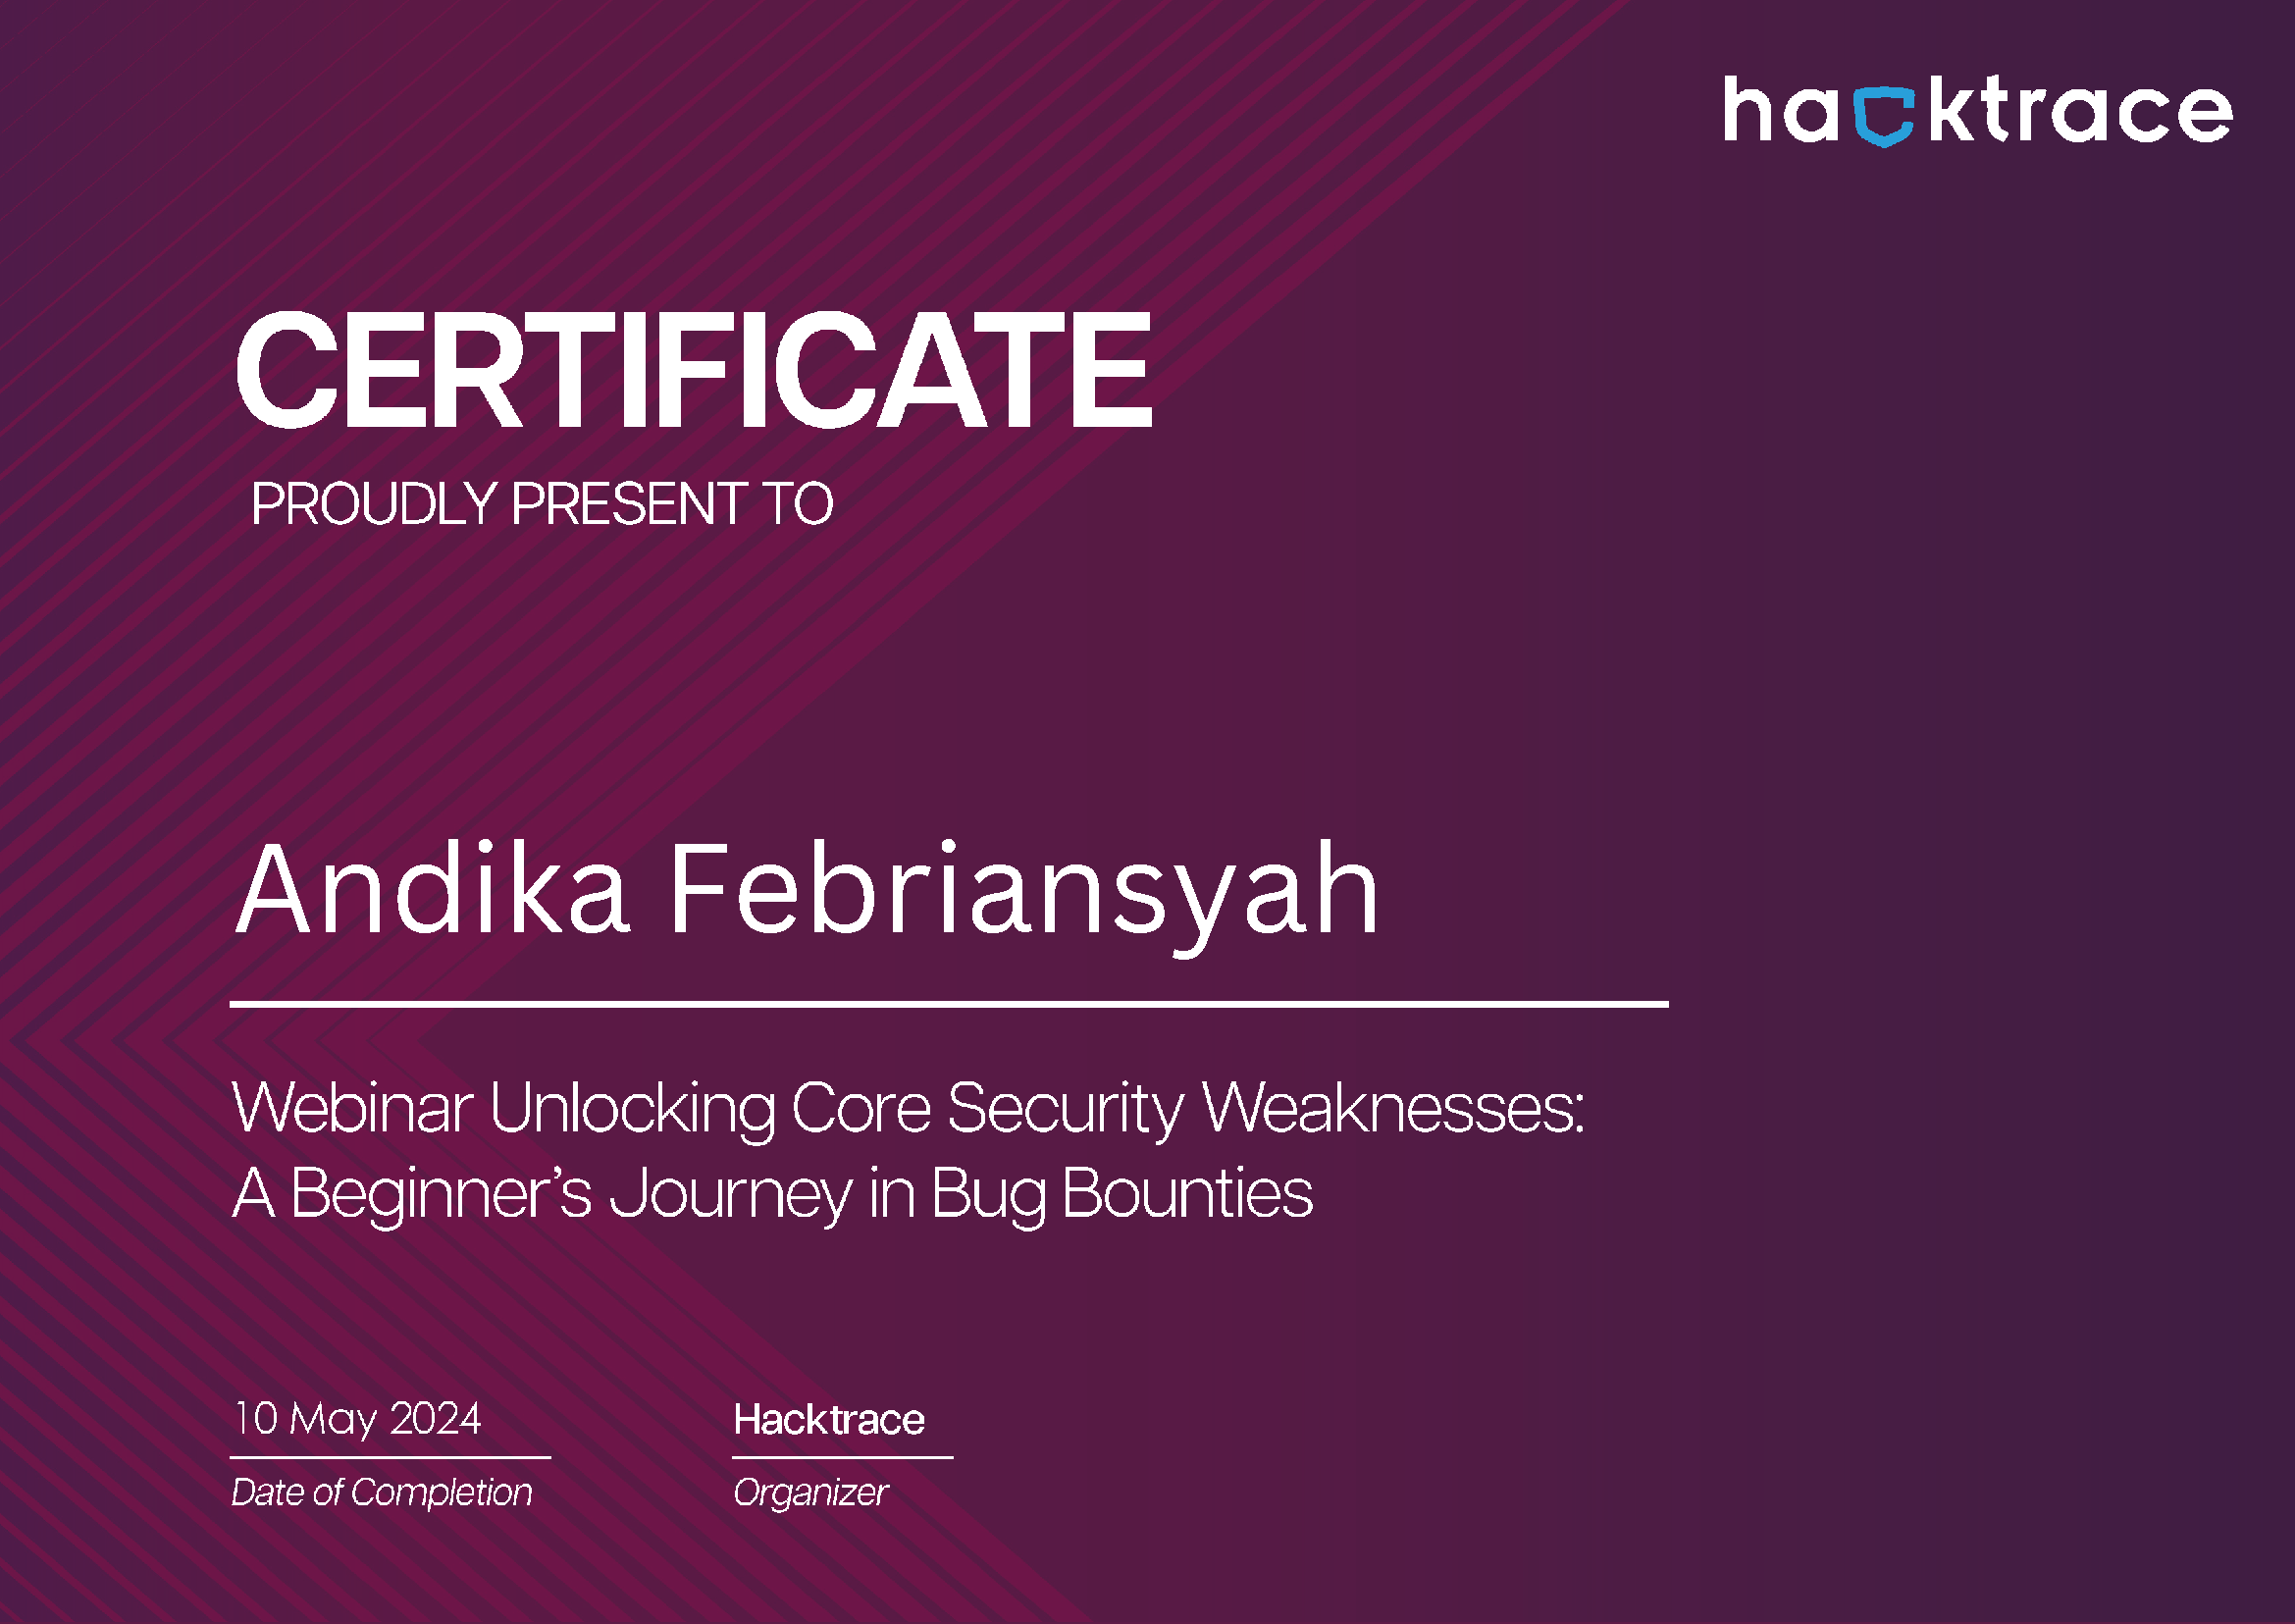 hacktrace
CERTIFICATE
PROUDLY PRESENT TO
Andika Febriansyah
Webinar Unlocking Core Security Weaknesses:
A Beginner’s Journey in Bug Bounties
10 May 2024
Date of Completion
Hacktrace
Organizer